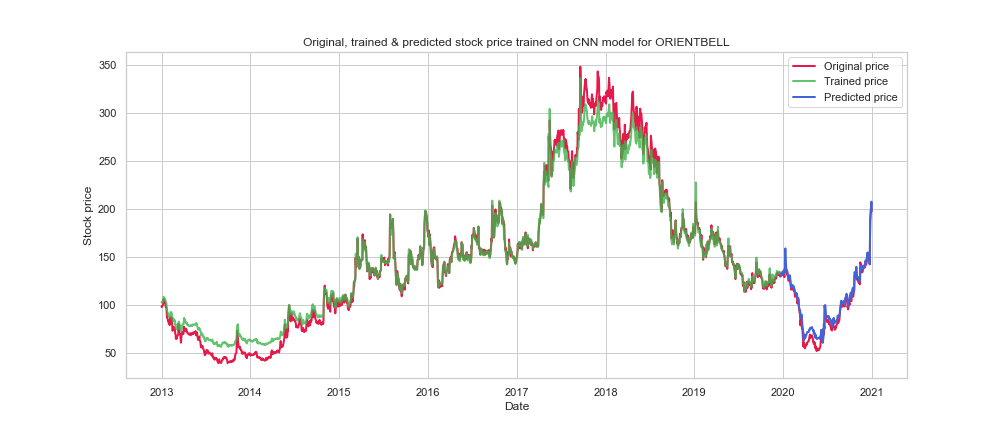 Original, trained & predicted stock price trained on CNN model for ORIENTBELL
Original price
Trained price
Predicted price
Stock price
350
300
250
200
150
100
50
2013
2014
2015
2016
2017
2018
2019
2020
2021
Date